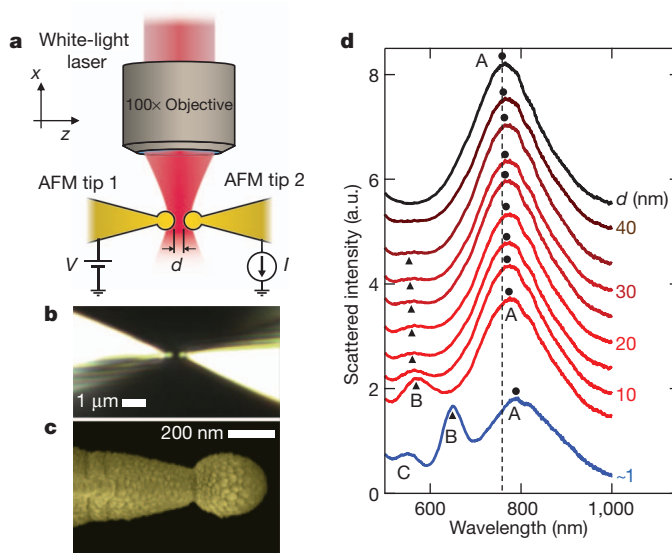 a
White-light
laser
x
z
100× Objective
AFM tip 1
AFM tip 2
d
V
I
b
1 μm
c
200 nm
d
Scattered intensity (a.u.)
8
6
4
2
0
A
d (nm)
40
30
20
10
~1
A
B
A
B
C
600
800
1,000
Wavelength (nm)